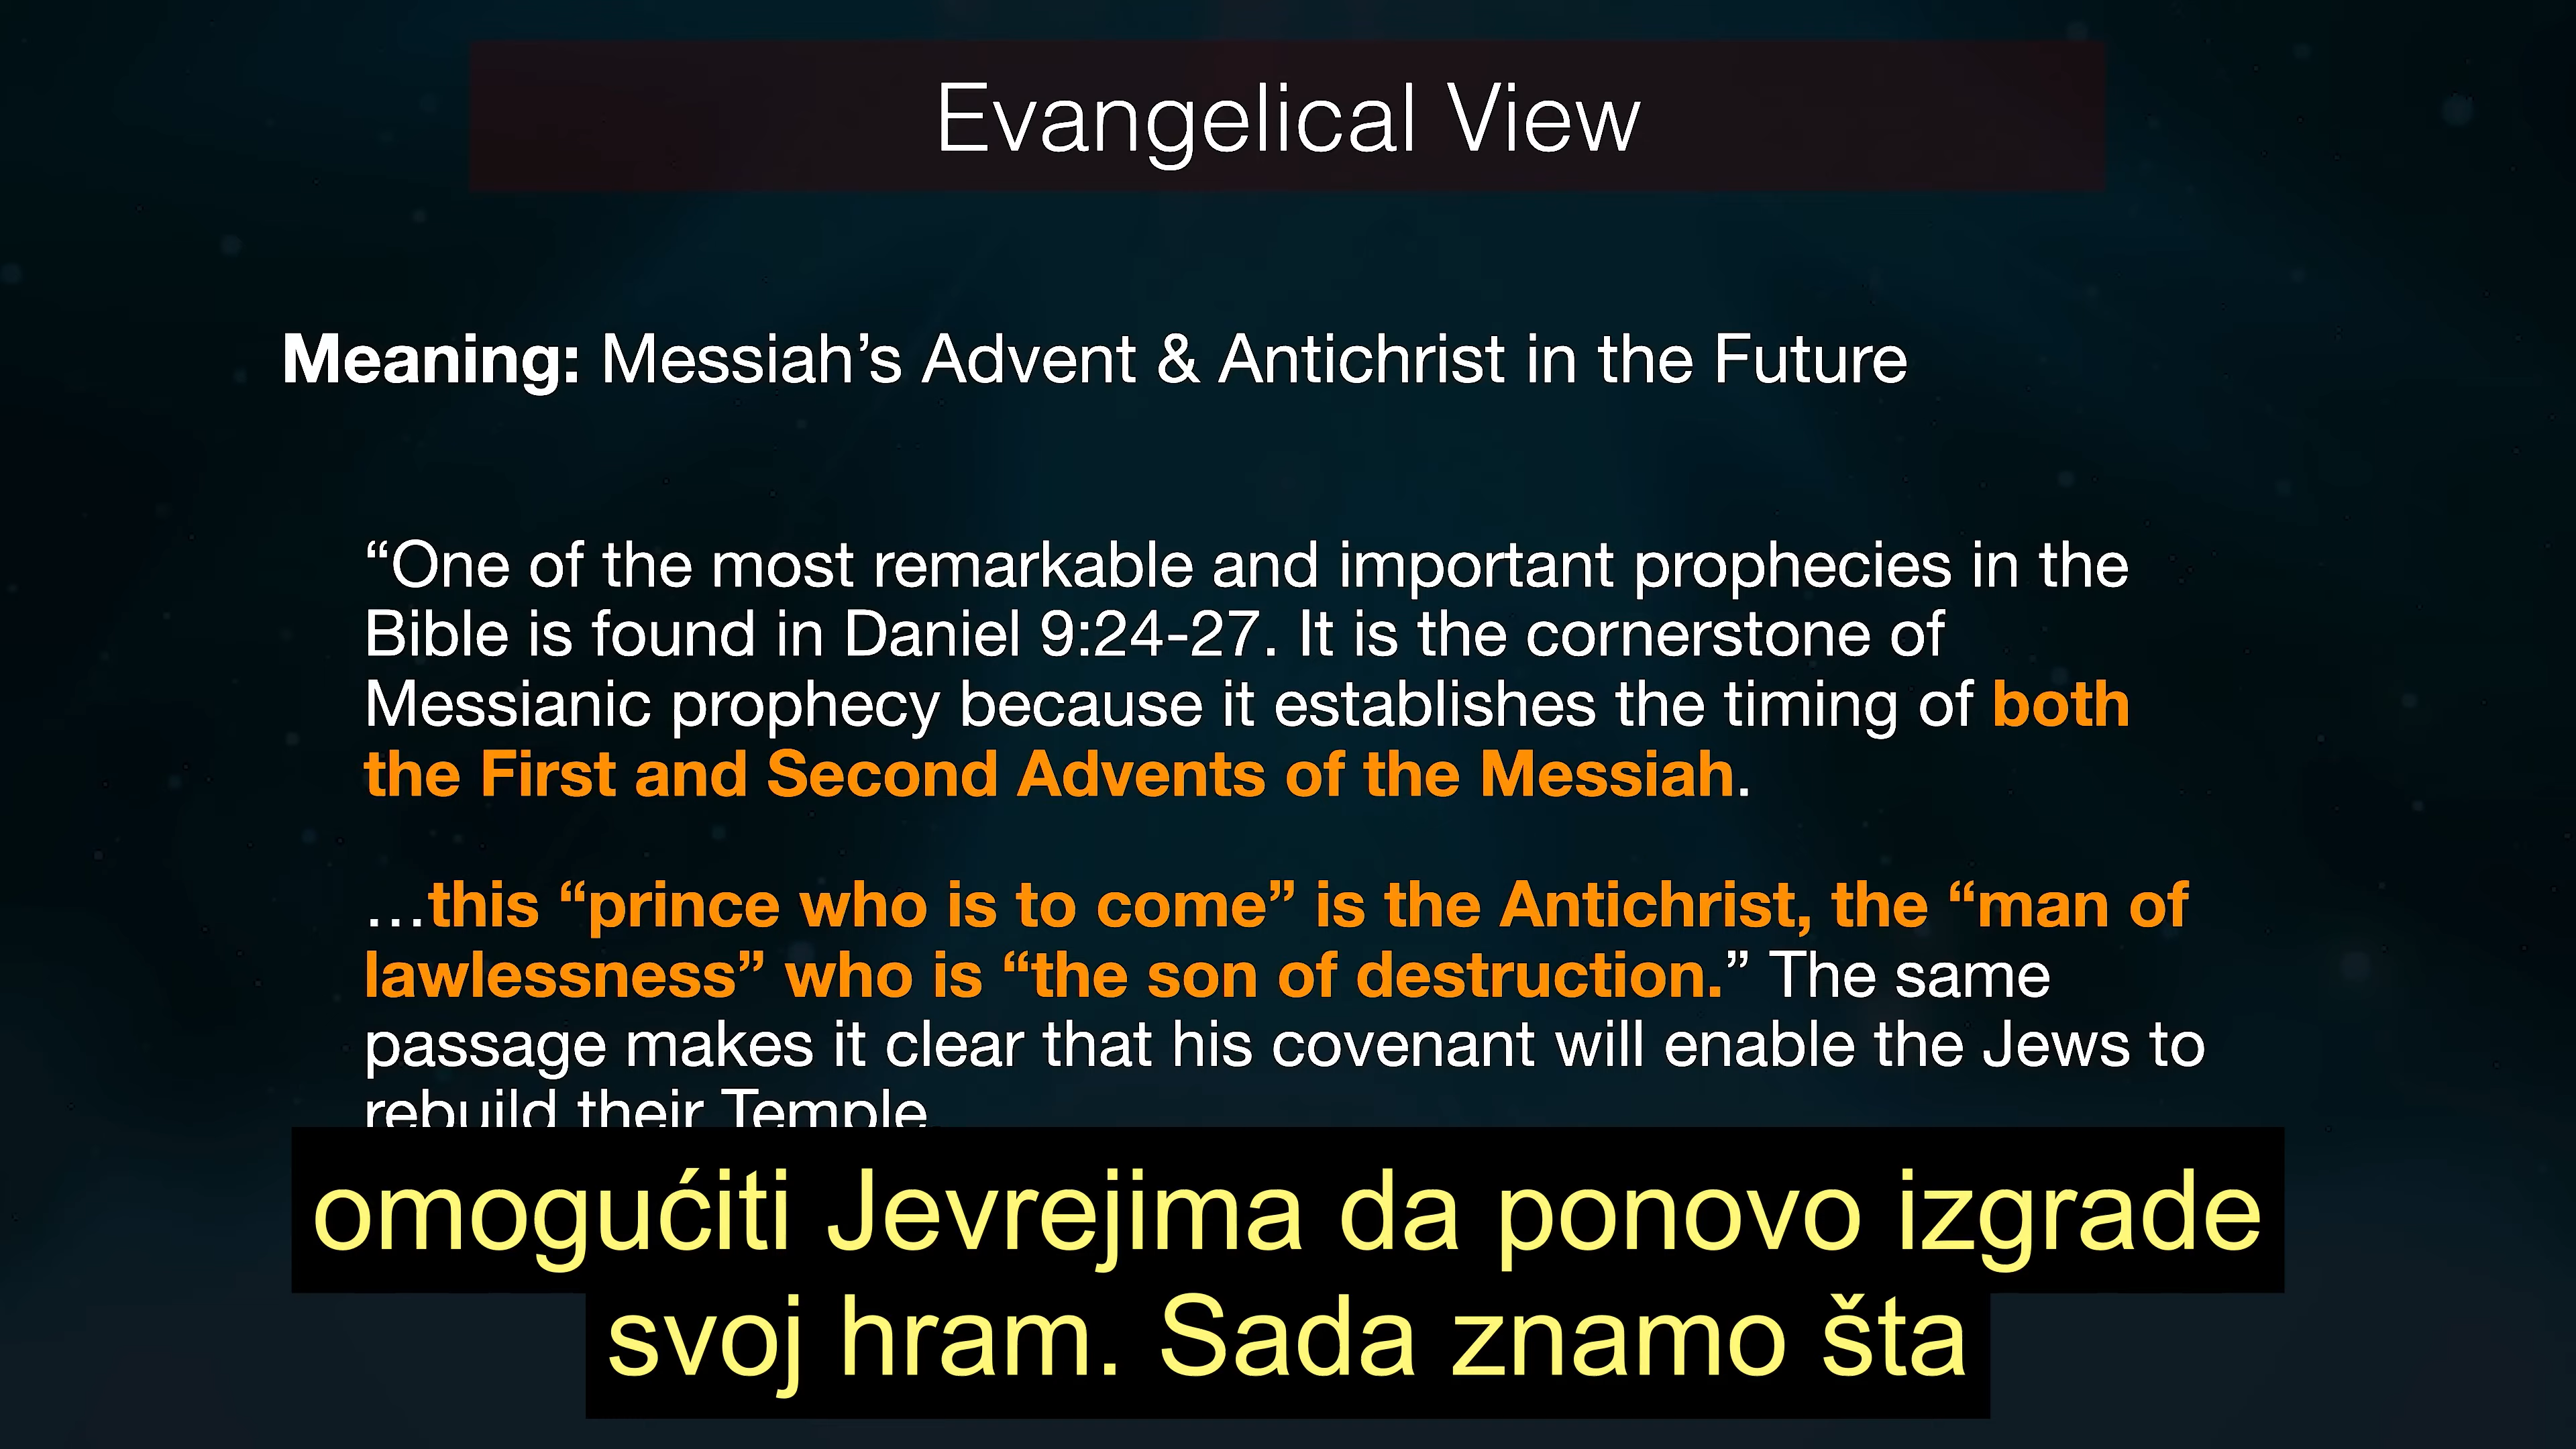 Evangelical View
Meaning: Messiah’s Advent & Antichrist in the Future
“One of the most remarkable and important prophecies in the
Bible is found in Daniel 9:24-27. It is the cornerstone of
Messianic prophecy because it establishes the timing of both
the First and Second Advents of the Messiah.
…this “prince who is to come” is the Antichrist, the “man of
lawlessness” who is “the son of destruction.” The same
passage makes it clear that his covenant will enable the Jews to
rebuild their Temple
omogućiti Jevrejima da ponovo izgrade
svoj hram. Sada znamo šta